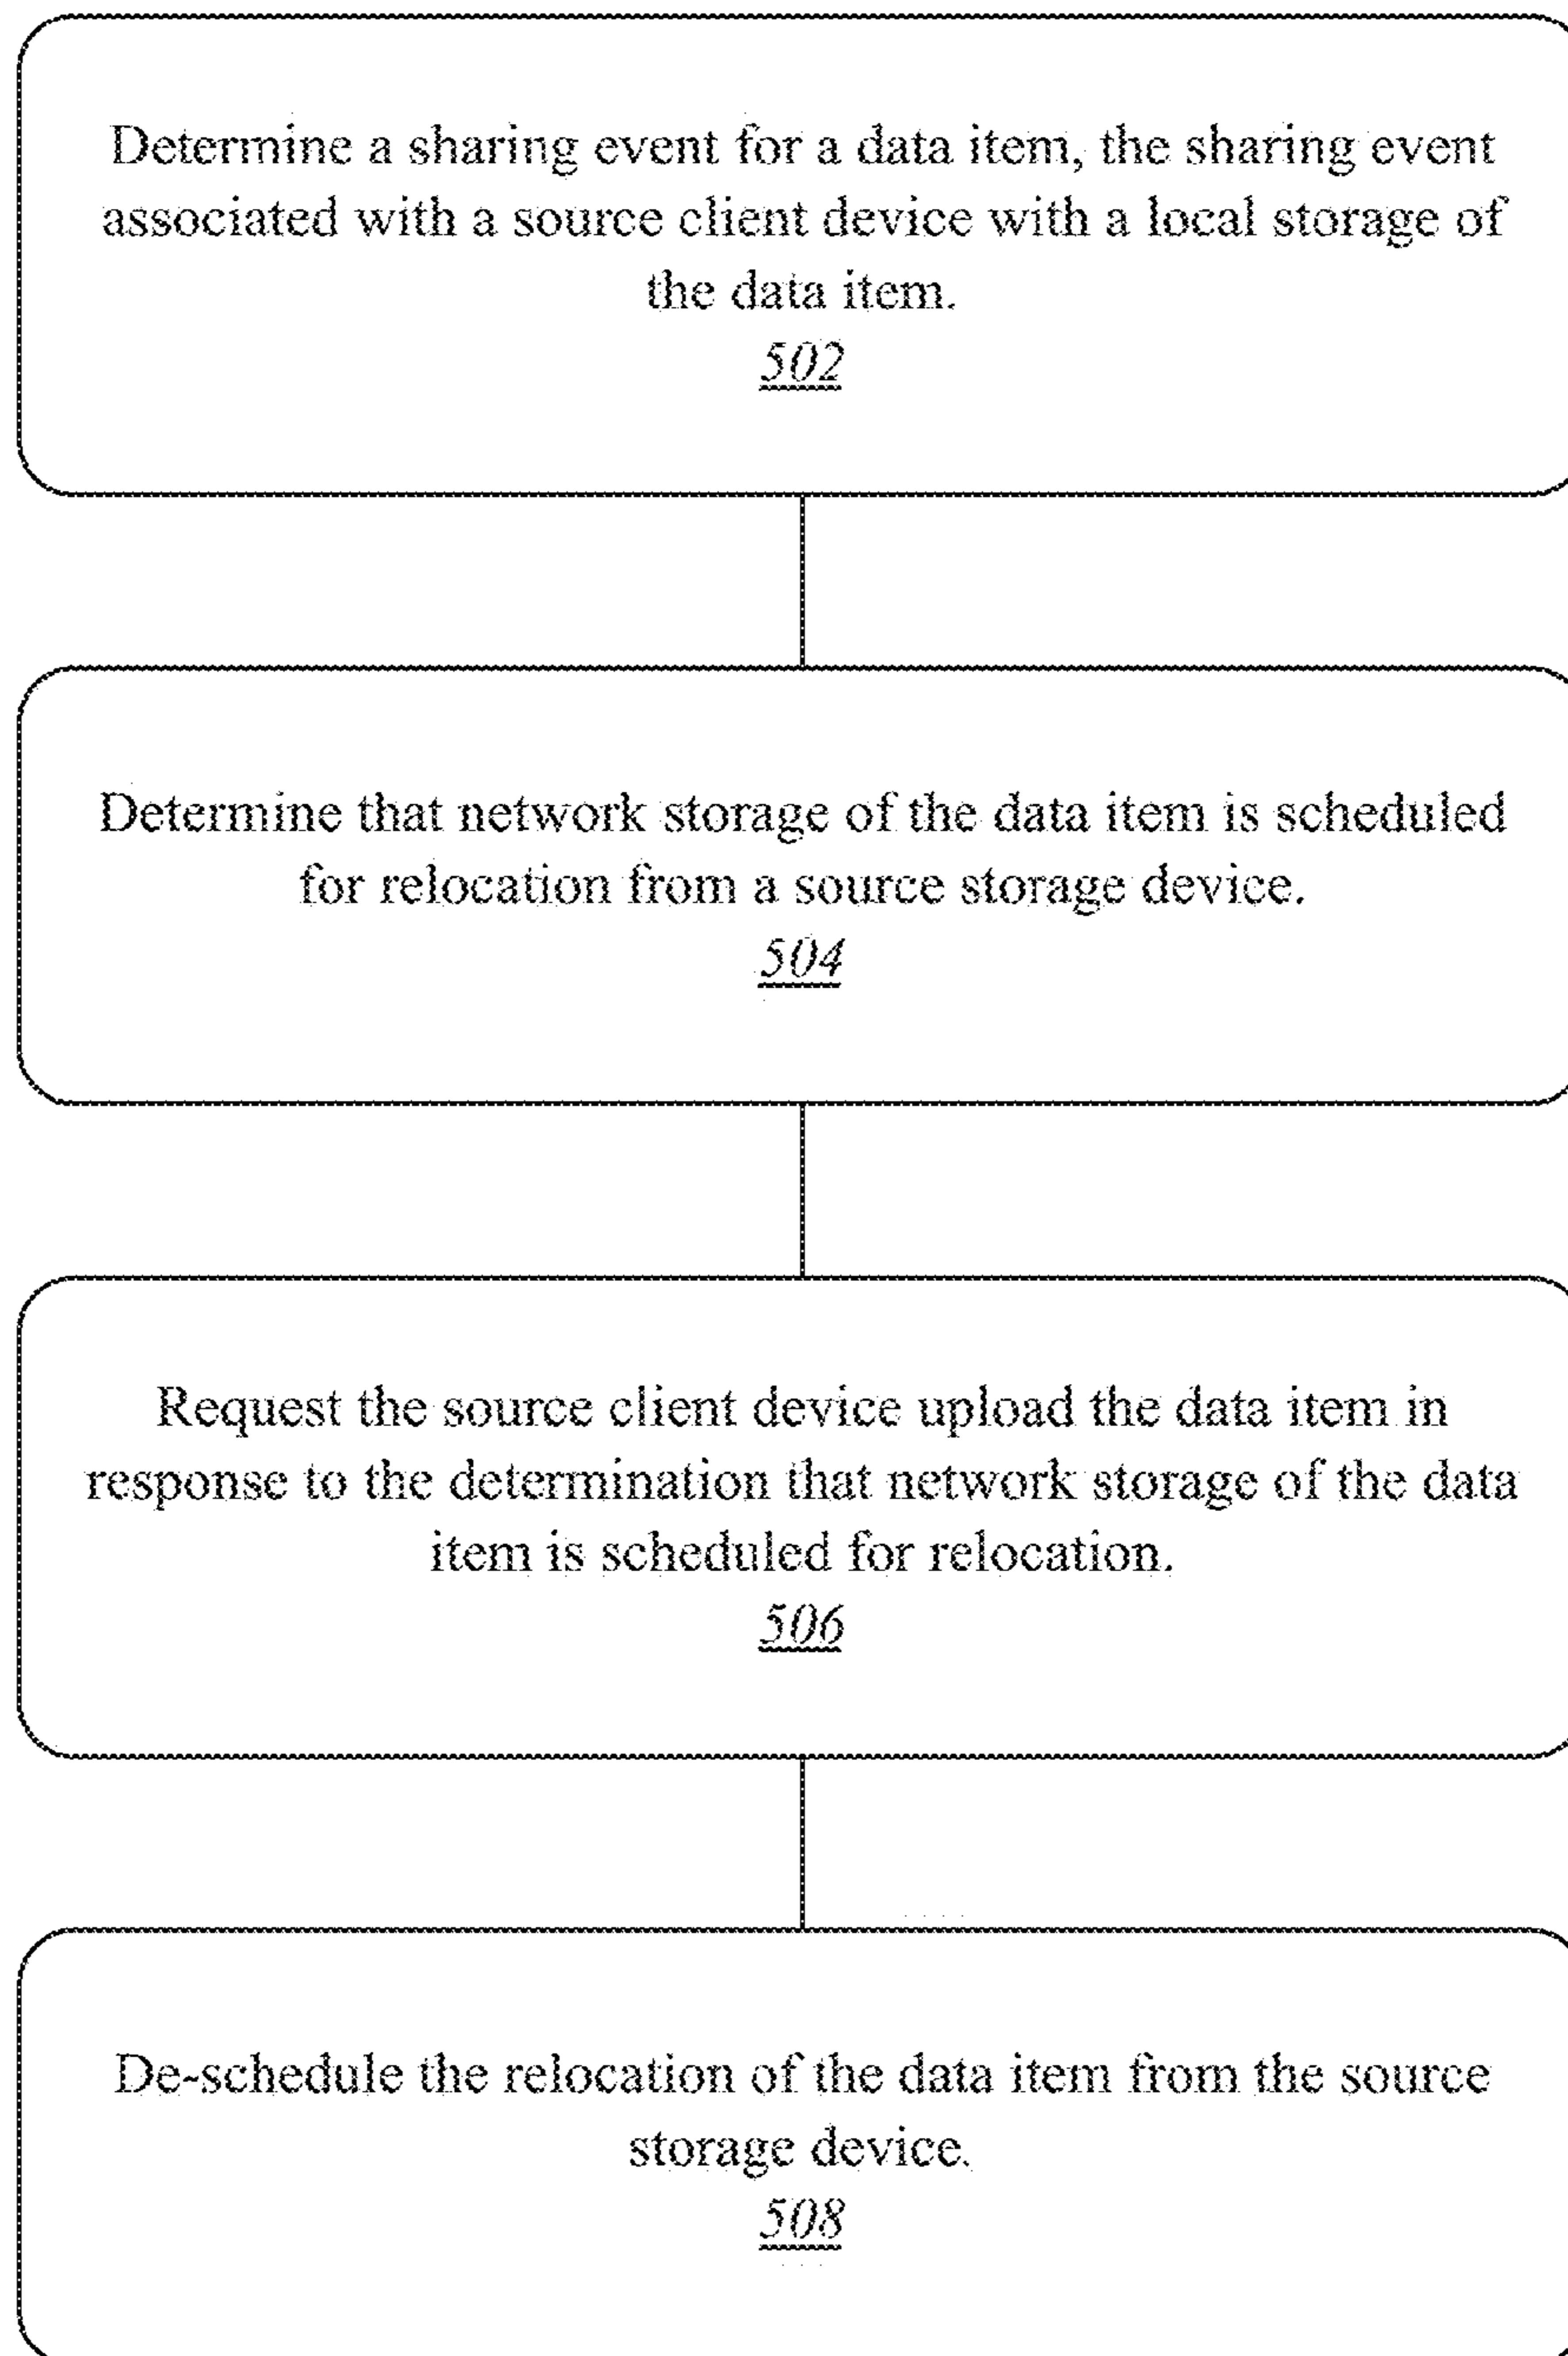 Determine a sharing event for a data item, the sharing event
associated with a source client device with a local storage of
the data item.
502
Determine that network storage of the data item is scheduled
for relocation from a source storage device.
504
Request the source client device upload the data item in
response to the determination that network storage of the data
item is scheduled for relocation.
506
De-schedule the relocation of the data item from the source
storage device.
508